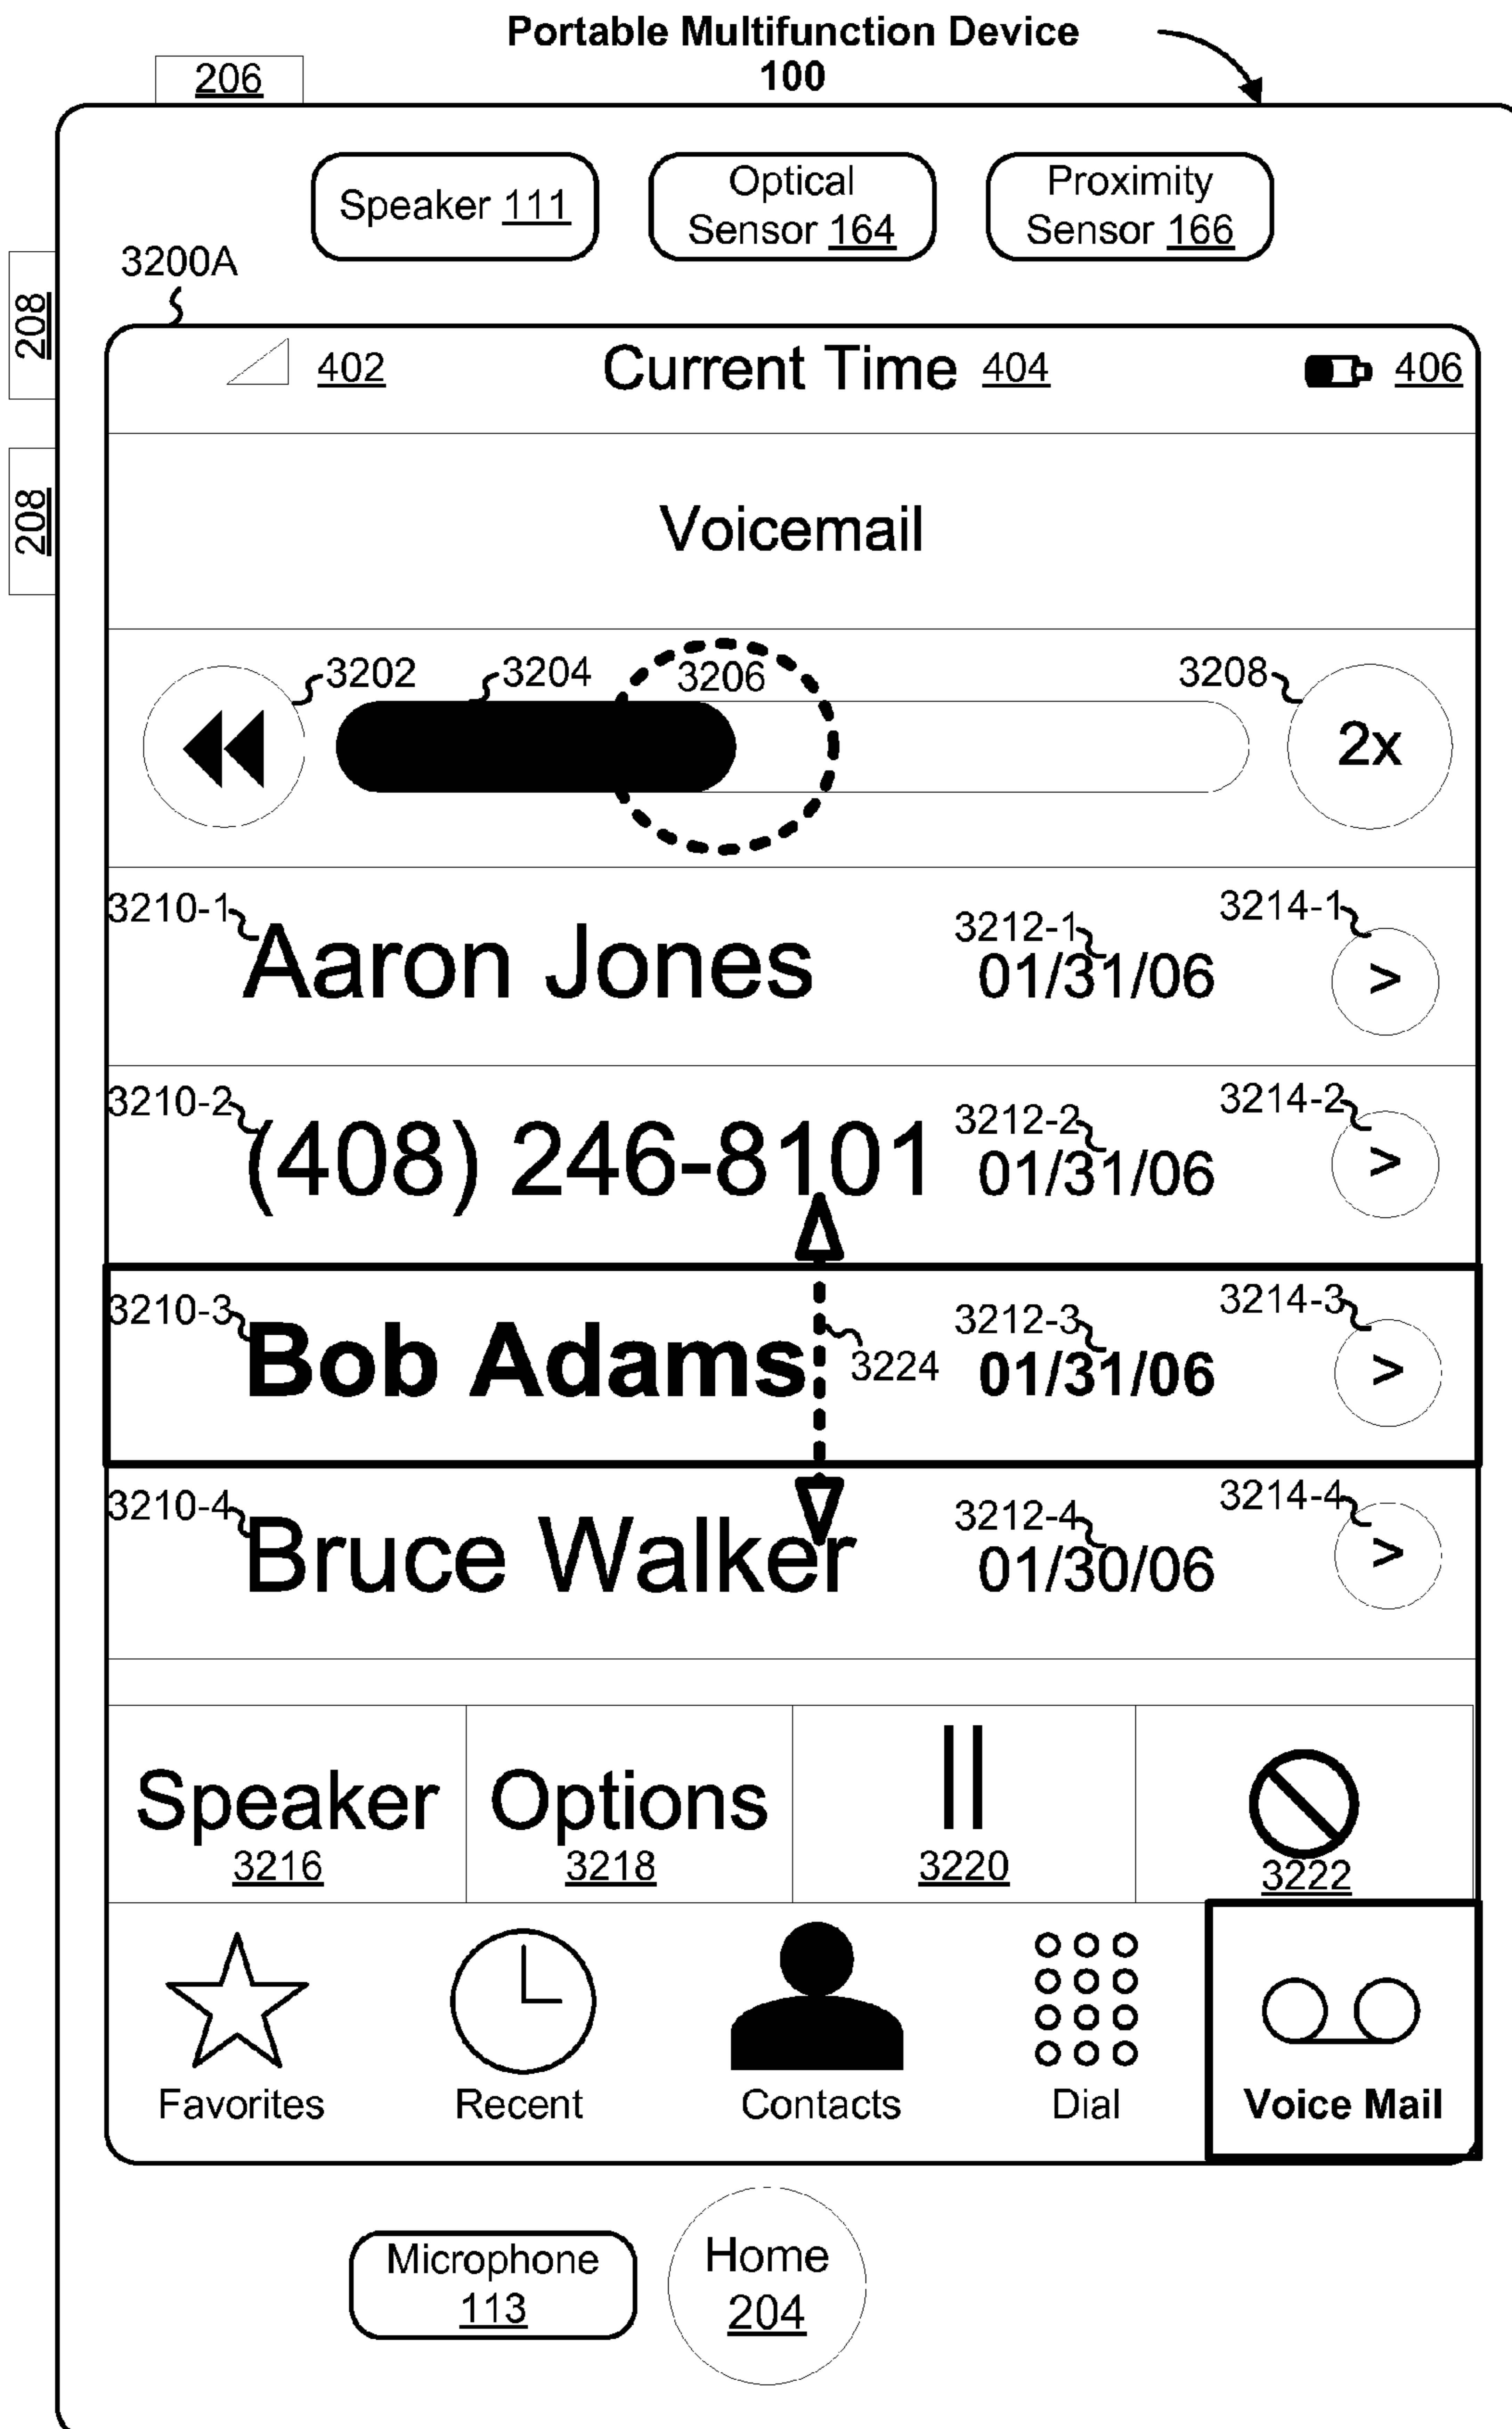 Portable Multifunction Device
100
206
Speaker 111
Optical
Sensor 164
Proximity
Sensor 166
3200A
208
208
402
Current Time 404
406
Voicemail
3202
3204
3206
3208
2x
3210-1
Aaron Jones
3212-1
01/31/06
3214-1
>
3210-2
(408) 246-8101
3212-2
01/31/06
3214-2
>
3210-3
Bob Adams
3224
3212-3
01/31/06
3214-3
>
3210-4
Bruce Walker
3212-4
01/30/06
3214-4
>
Speaker
3216
Options
3218
3220
3222
Favorites
Recent
Contacts
Dial
Voice Mail
Microphone
113
Home
204